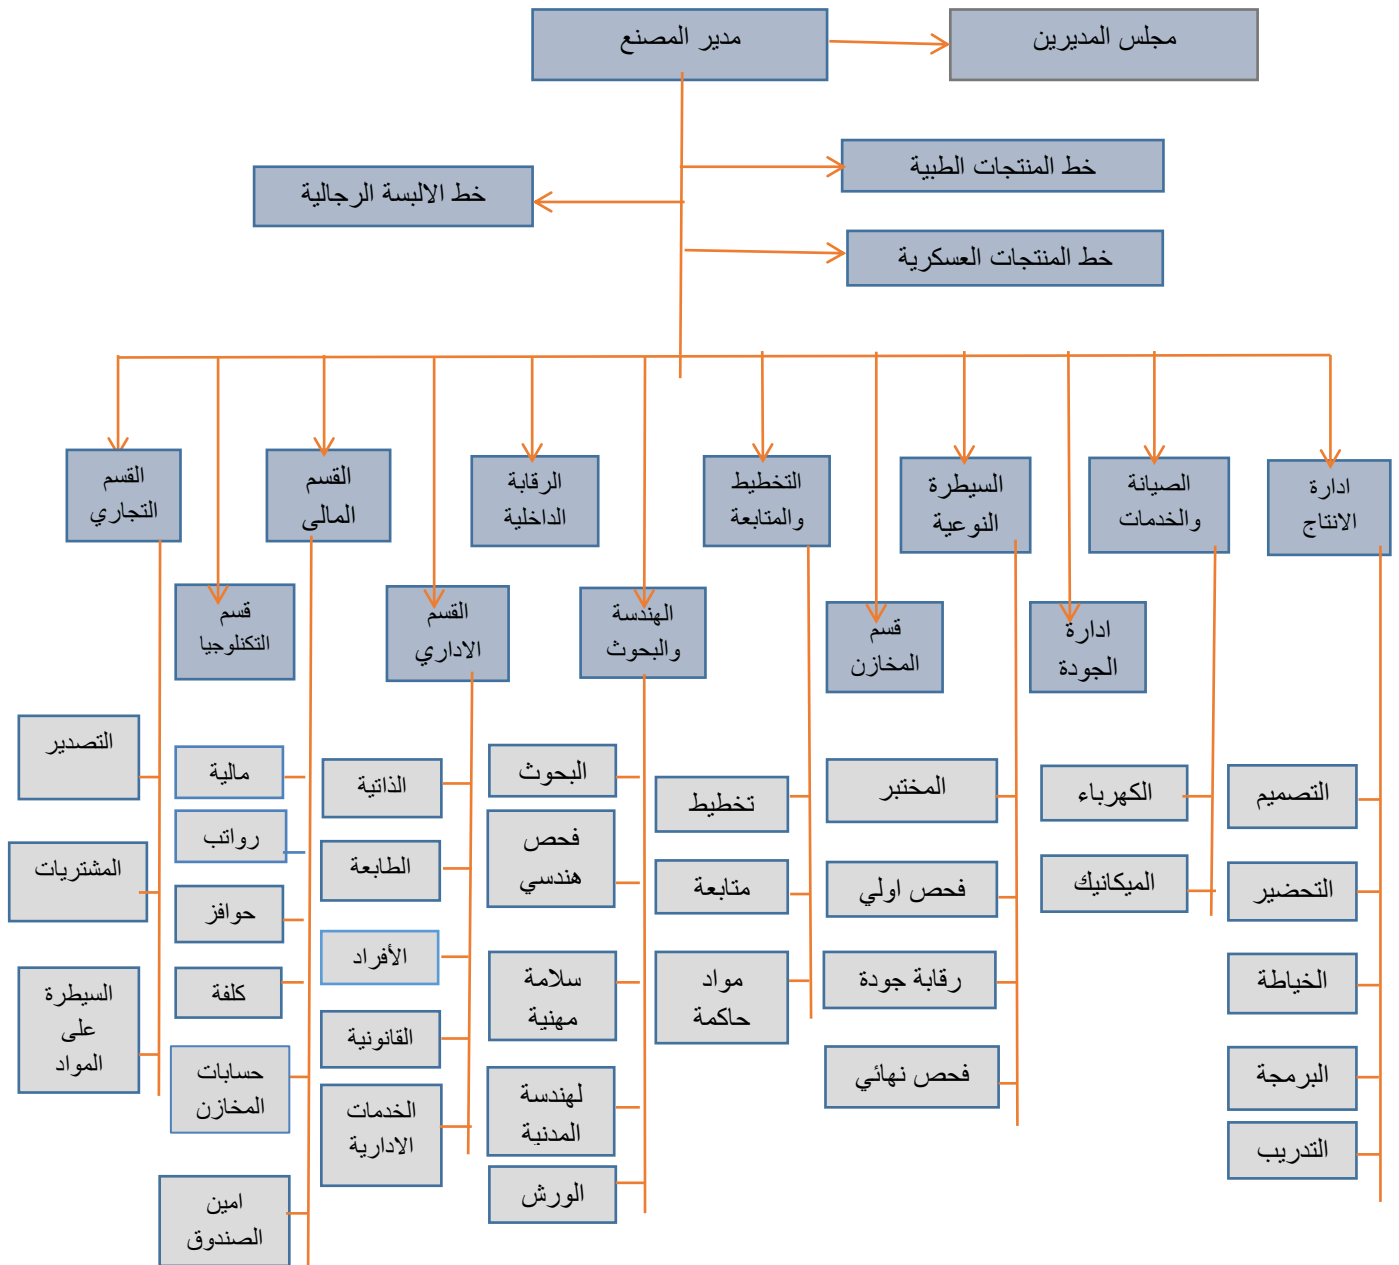 مجلس المديرين
مدير المصنع
خط المنتجات الطبية
خط الالبسة الرجالية
خط المنتجات العسكرية
ادارة
الانتاج
الصيانة
والخدمات
السيطرة
النوعية
التخطيط
والمتابعة
الرقابة
الداخلية
القسم
المالي
القسم
التجاري
ادارة
الجودة
قسم
المخازن
الهندسة
والبحوث
القسم
الاداري
قسم
التكنلوجيا
التصميم
التحضير
الخياطة
البرمجة
التدريب
الكهرباء
الميكانيك
المختبر
فحص اولي
رقابة جودة
فحص نهائي
تخطيط
متابعة
مواد
حاكمة
البحوث
فحص
هندسي
سلامة
مهنية
لهندسة
المدنية
الورش
الذاتية
الطابعة
الأفراد
القانونية
الخدمات
الادارية
مالية
رواتب
حوافز
كلفة
حسابات
المخازن
امين
الصندوق
التصدير
المشتريات
السيطرة
على
المواد